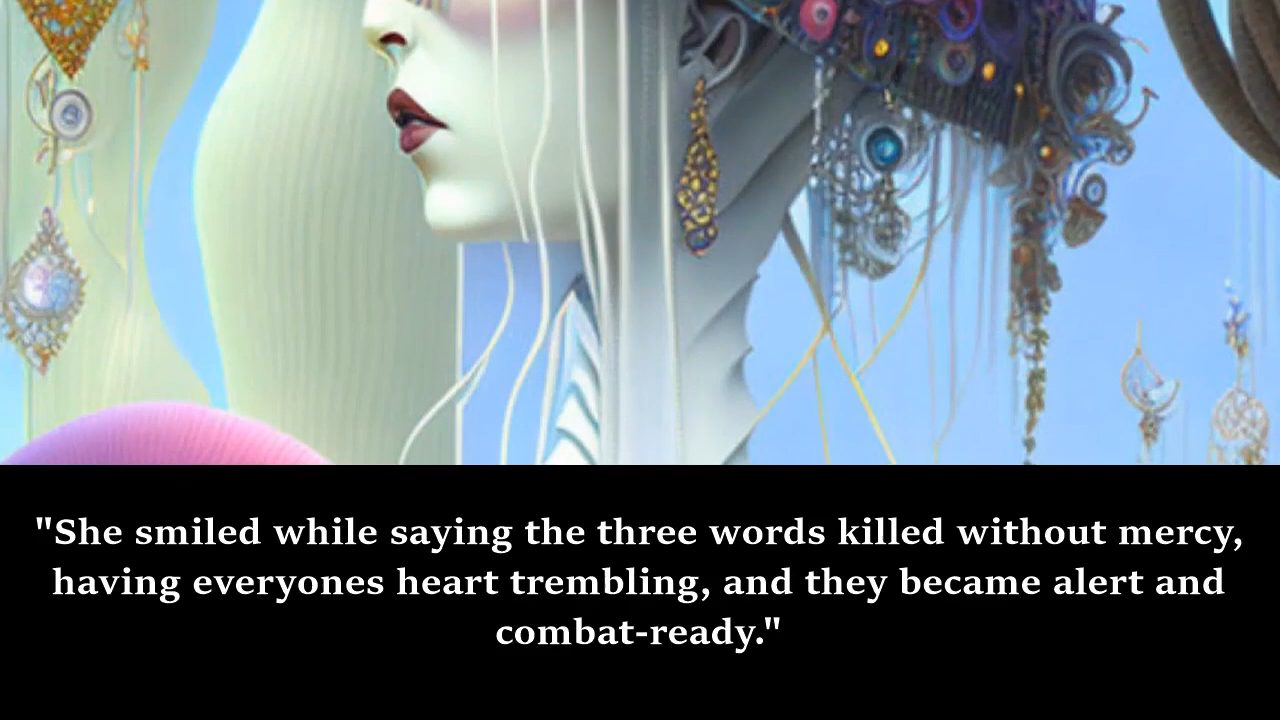 "She smiled while saying the three words killed without mercy,
having everyones heart trembling, and they became alert and
combat-ready."